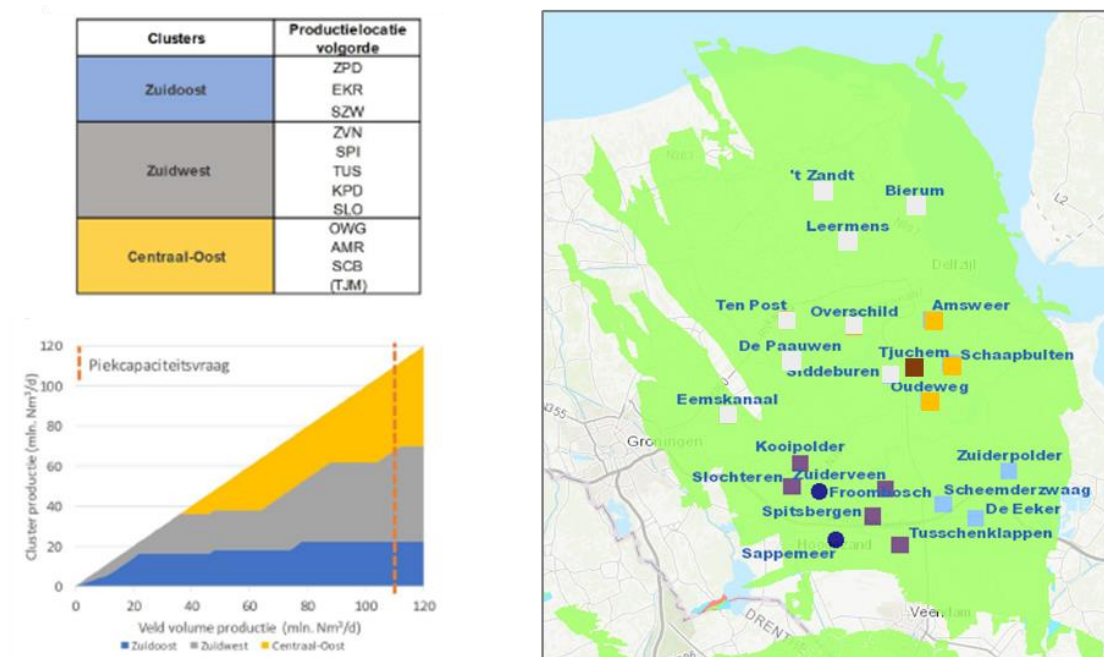 Clusters
Productielocatie
volgorde
Zuidoost
ZPD
EKR
SZW
Zuidwest
ZVN
SPI
TUS
KPD
SLO
Centraal-Oost
OWG
AMR
SCB
(TJM)
120
100
80
60
40
20
0
Cluster productie (mln. Nm³/d)
Piekcapaciteitsvraag
0 20 40 60 80 100 120
Veld volume productie (mln. Nm³/d)
Zuidoost Zuidwest Centraal-Oost
't Zandt
Bierum
Leermens
Delfzijl
L2
Ten Post
Overschild
Amsweer
De Paauwen
Tjuchem
Schaapbulten
Siddeburen
Oudeweg
Eemskanaal
N355
Groningen
Kooipolder
Zuiderpolder
Slochteren
Zuiderveen
Froombosch
Scheemderzwaag
Spitsbergen
De Eeker
Tusschenklappen
Sappemeer
Veendam